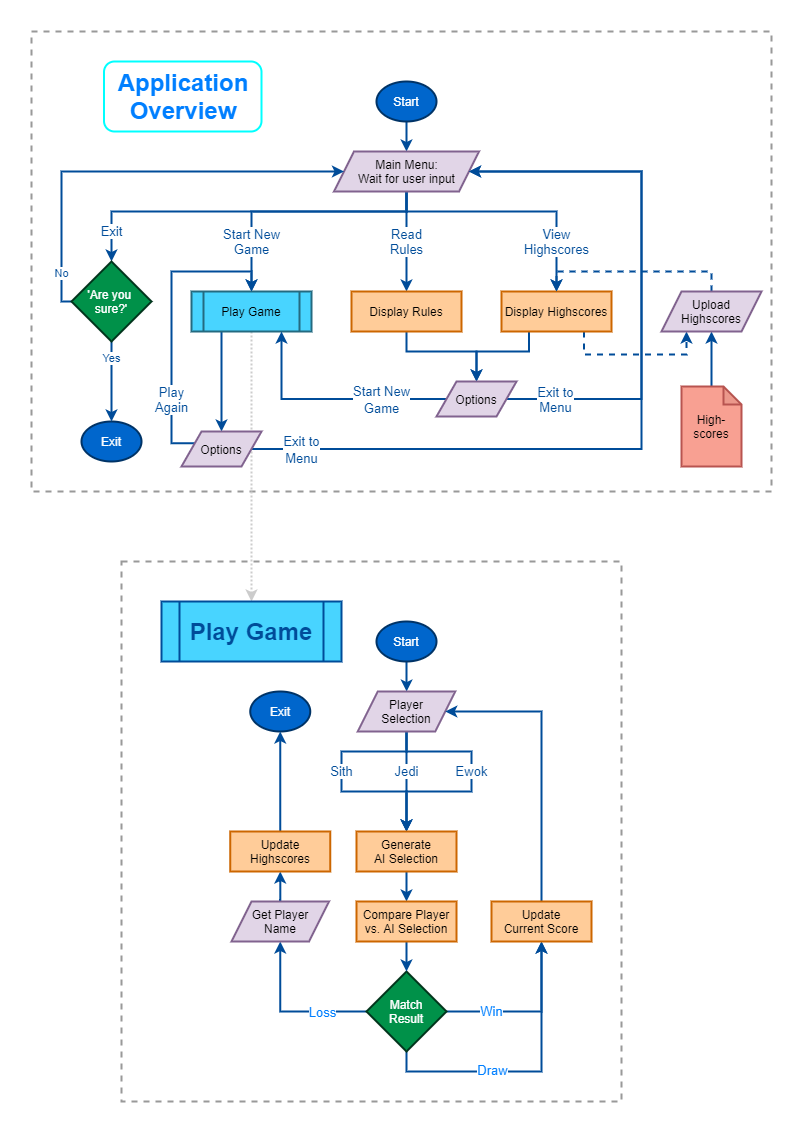 Application
Overview
Start
Main Menu:
Wait for user input
Exit
Start New
Game
Read
Rules
View
Highscores
No
'Are you
sure?'
Play Game
Display Rules
Display Highscores
Upload
Highscores
Yes
Play
Again
Start New
Game
Options
Exit to
Menu
High-
scores
Exit
Options
Exit to
Menu
Play Game
Start
Exit
Player
Selection
Sith
Jedi
Ewok
Update
Highscores
Generate
AI Selection
Get Player
Name
Compare Player
vs. AI Selection
Update
Current Score
Match
Result
Loss
Win
Draw